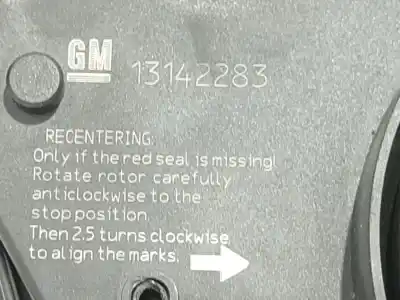 GM 13142283
RECENTERING:
Only if the red seal is missing!
Rotate rotor carefully
anticlockwise to the
stop position.
Then 2.5 turns clockwise
to align the marks.